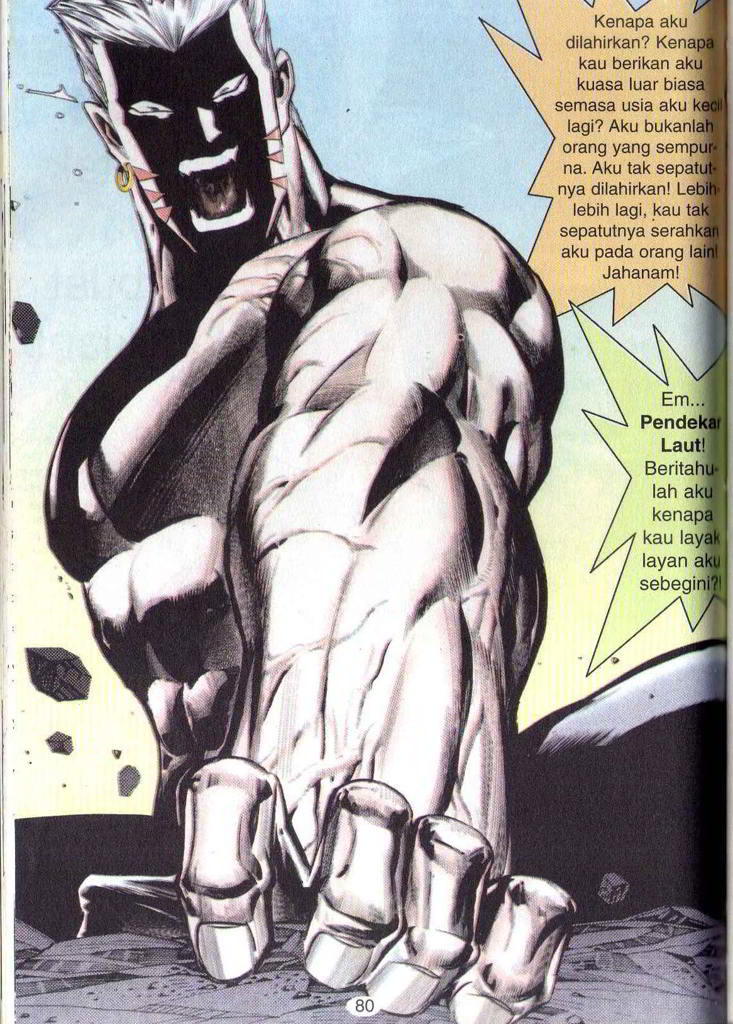 Kenapa aku
dilahirkan? Kenapa
kau berikan aku
kuasa luar biasa
semasa usia aku kecil
lagi? Aku bukanlah
orang yang sempur-
na. Aku tak sepatut-
nya dilahirkan! Lebih-
lebih lagi, kau tak
sepatutnya serahkan
aku pada orang lain!
Jahanam!
Em...
Pendekar
Laut!
Beritahu-
lah aku
kenapa
kau layak
layan aku
sebegini?!
80